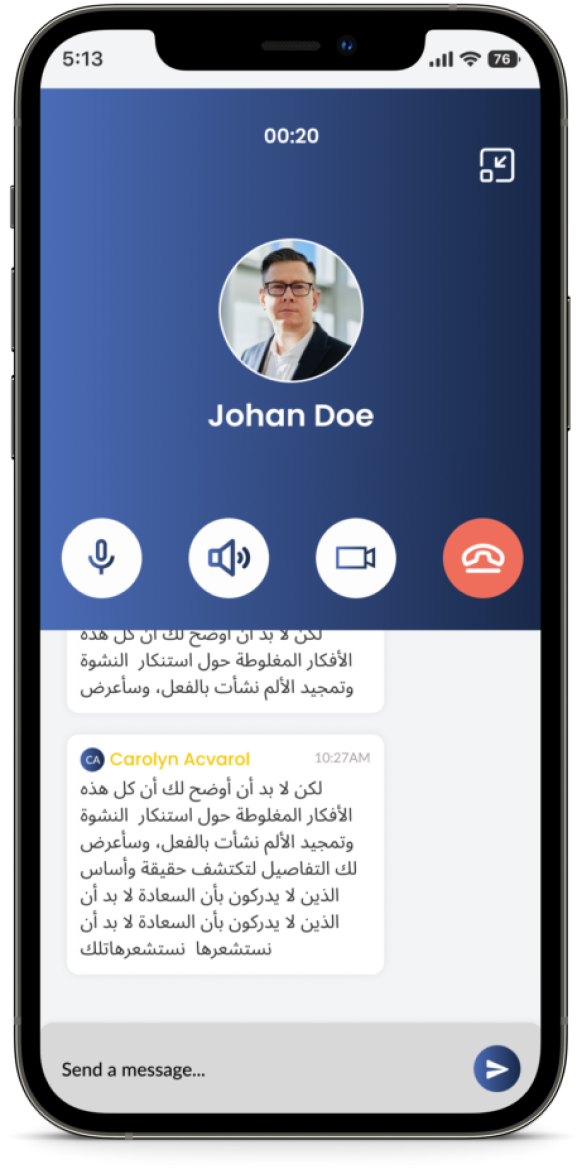 5:13
76
00:20
Johan Doe
لكن لا بد أن أوضح لك أن كل هذه
الأفكار المغلوطة حول استنكار النشوة
وتمجيد الألم نشأت بالفعل، وسأعرض
CA Carolyn Acvarol 10:27AM
لكن لا بد أن أوضح لك أن كل هذه
الأفكار المغلوطة حول استنكار النشوة
وتمجيد الألم نشأت بالفعل، وسأعرض
لك التفاصيل لتكتشف حقيقة وأساس
الذين لا يدركون بأن السعادة لا بد أن
الذين لا يدركون بأن السعادة لا بد أن
نستشعرها نستشعرهاتلك
Send a message...